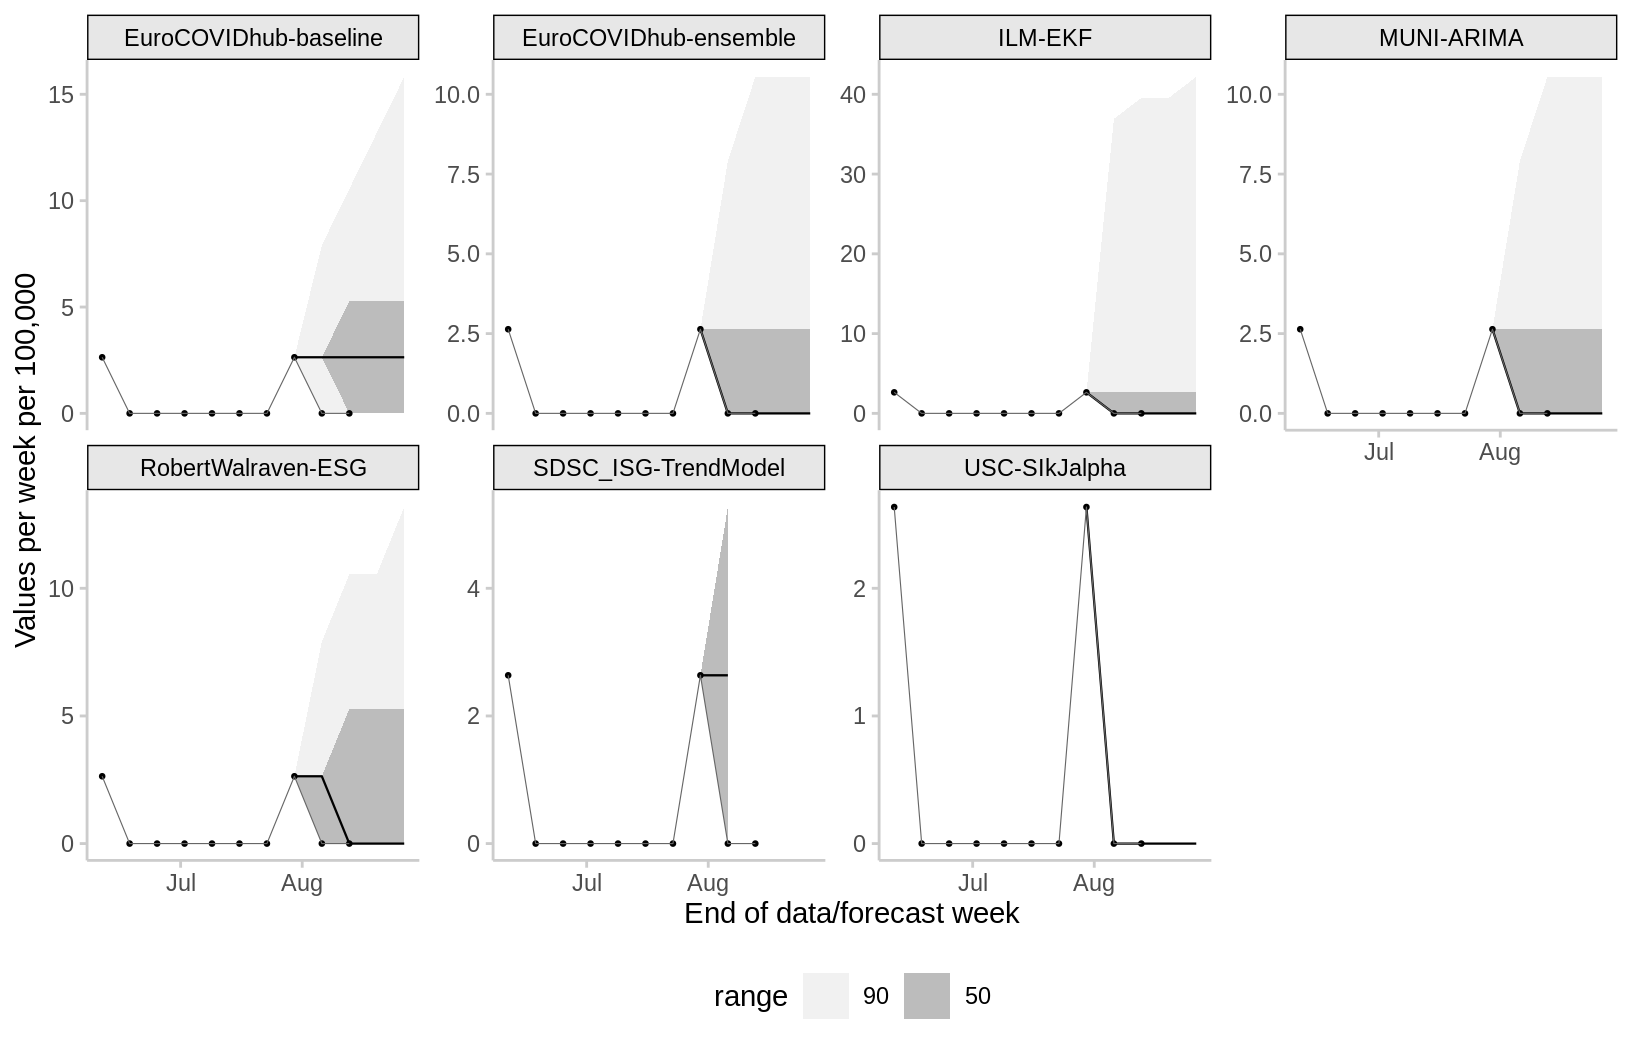 EuroCOVIDhub-baseline
EuroCOVIDhub-ensemble
ILM-EKF
MUNI-ARIMA
15
10
5
0
10.0
7.5
5.0
2.5
0.0
40
30
20
10
0
10.0
7.5
5.0
2.5
0.0
Jul
Aug
Values per week per 100,000
RobertWalraven-ESG
SDSC_ISG-TrendModel
USC-SIkJalpha
10
5
0
4
2
0
2
1
0
Jul
Aug
Jul
Aug
Jul
Aug
End of data/forecast week
range
90
50